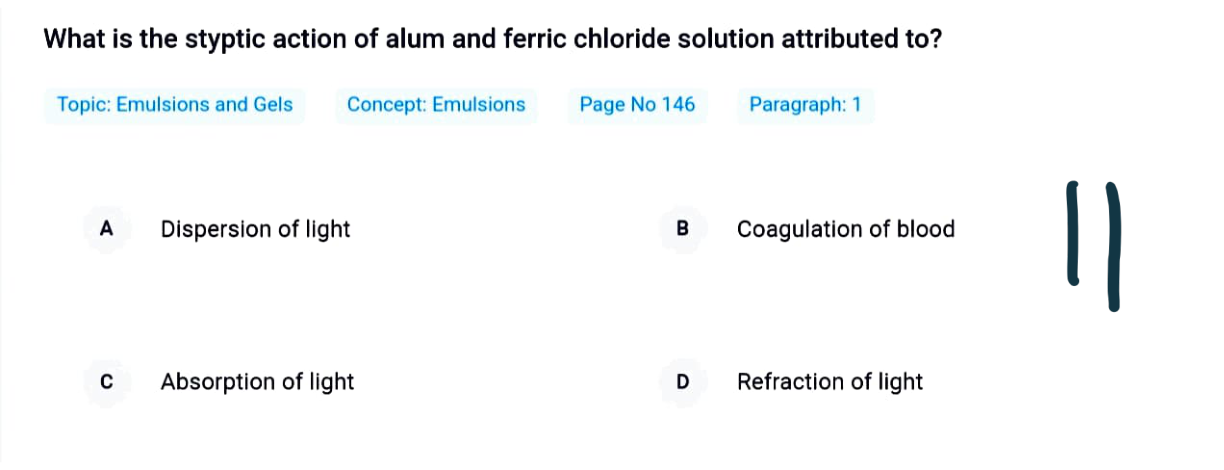 What is the styptic action of alum and ferric chloride solution attributed to?
Topic: Emulsions and Gels Concept: Emulsions Page No 146 Paragraph: 1
A Dispersion of light B Coagulation of blood
C Absorption of light D Refraction of light